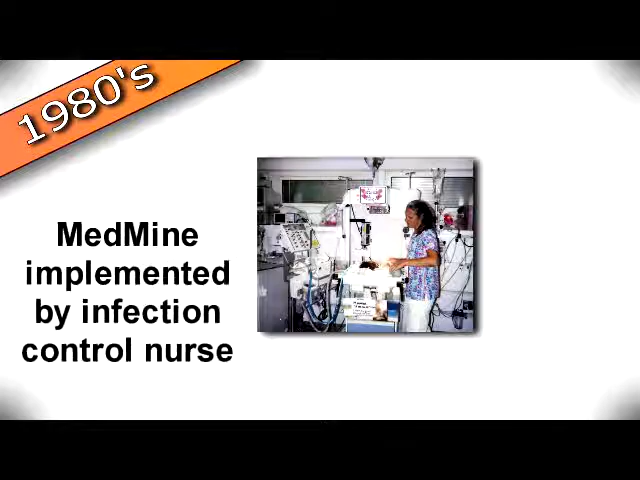 1980's
MedMine
implemented
by infection
control nurse